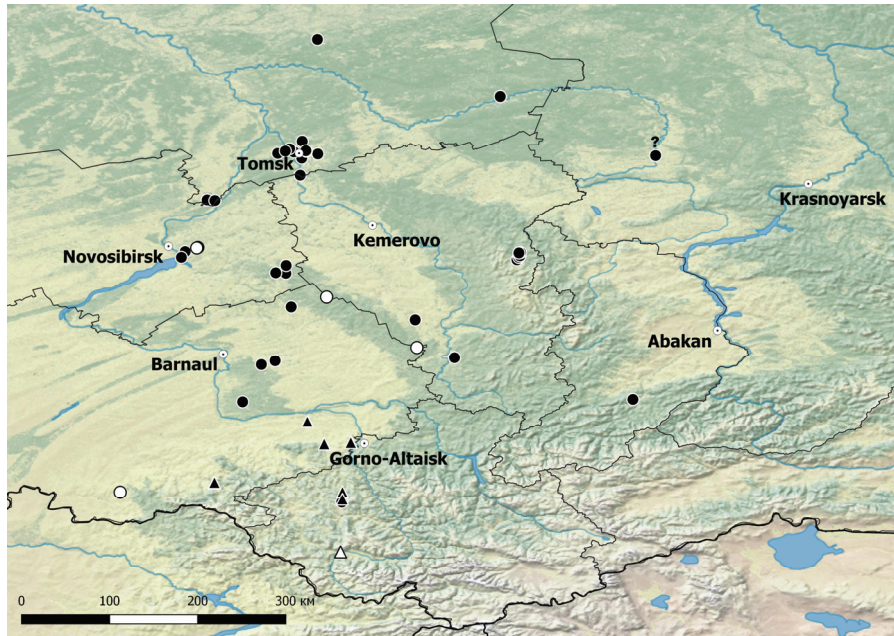 ?
Tomsk
Krasnoyarsk
Kemerovo
Novosibirsk
Abakan
Barnaul
Gorno-Altaisk
0 100 200 300 км